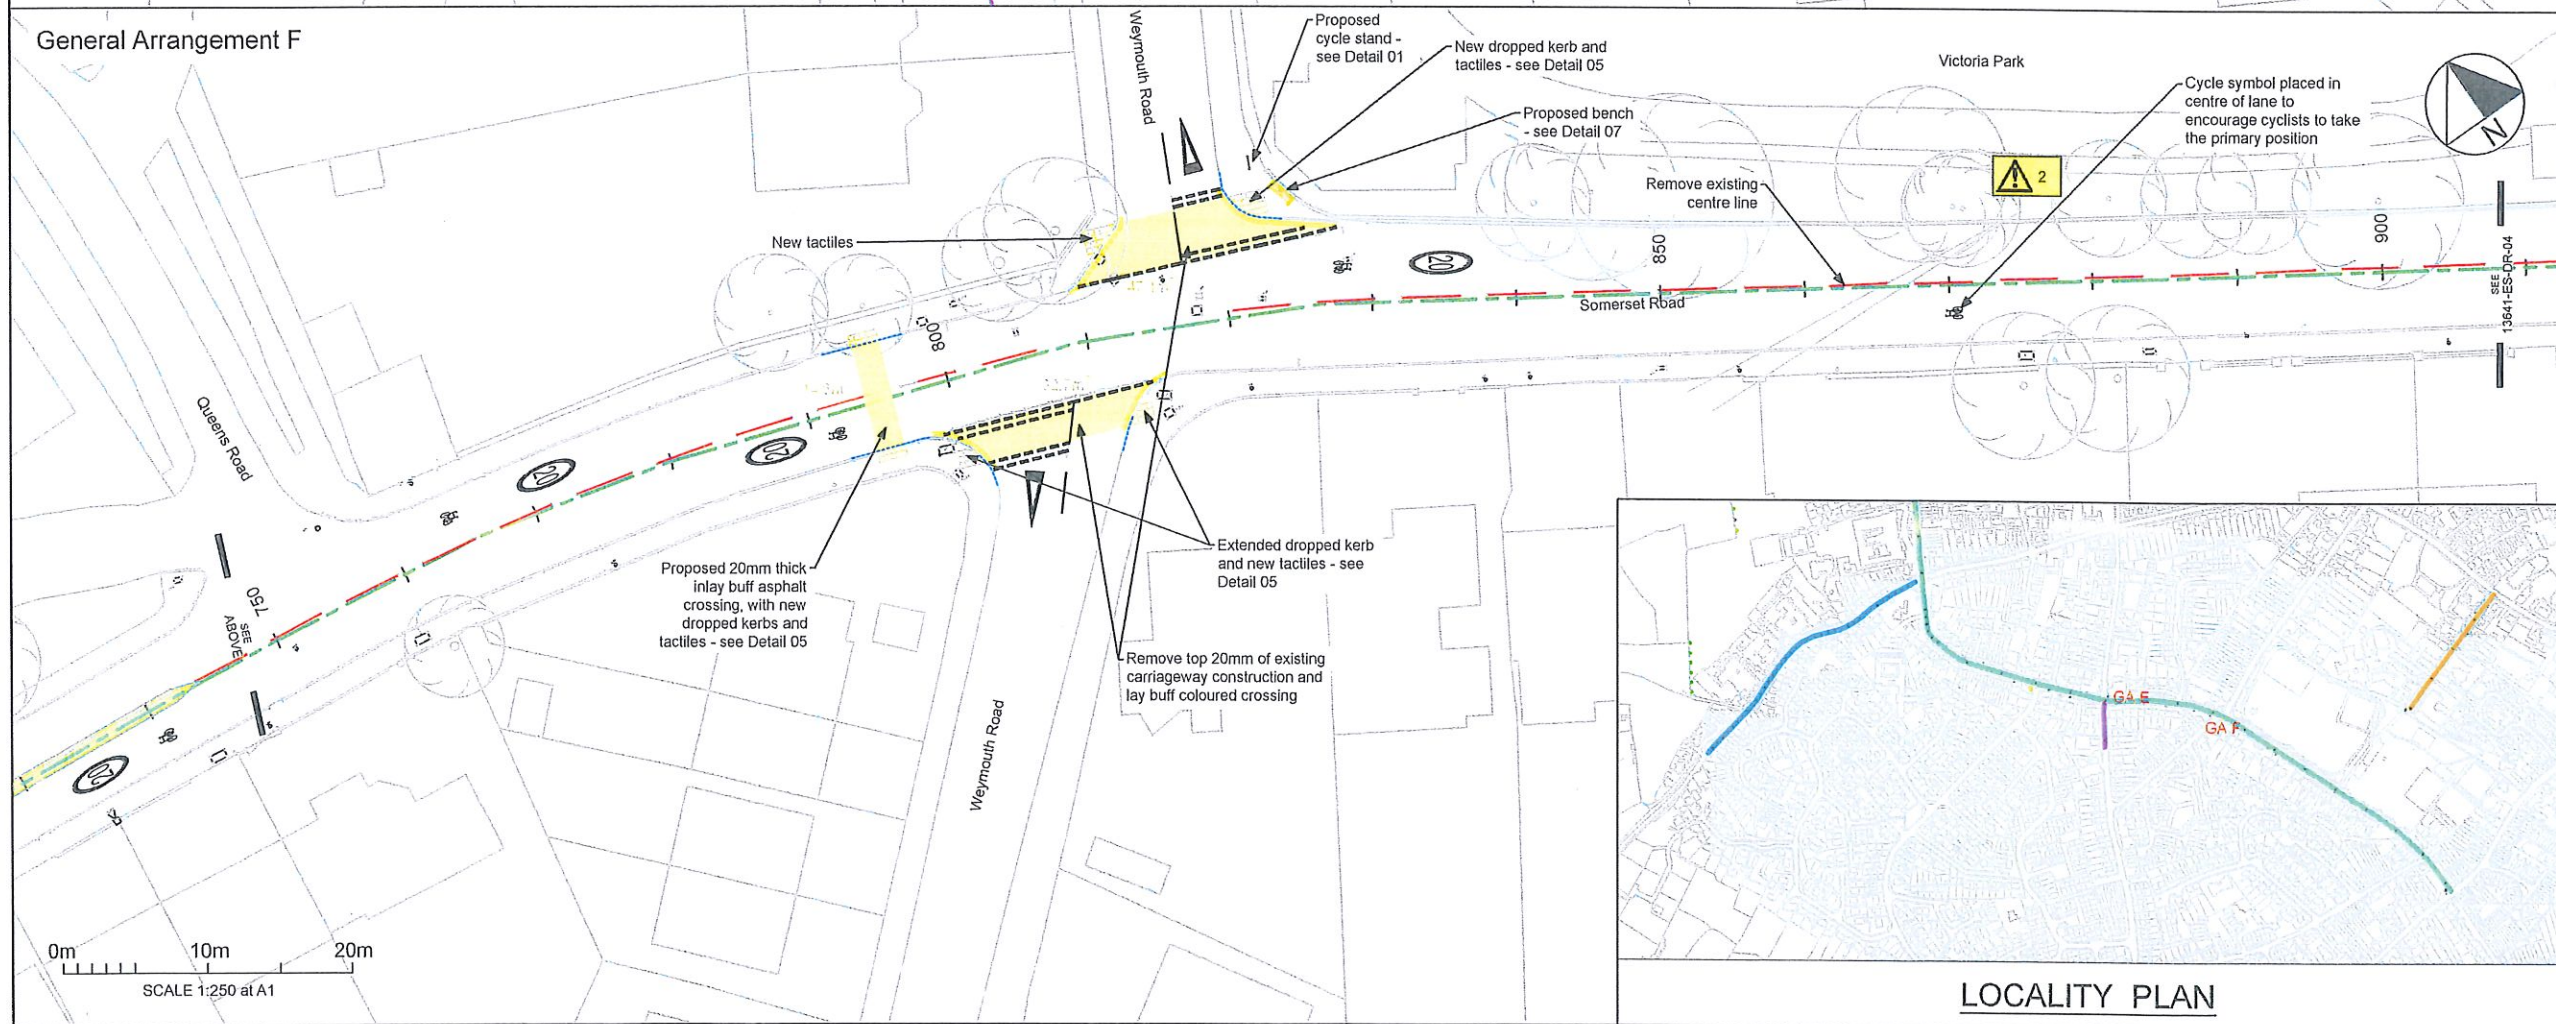 General Arrangement F
Weymouth Road
Proposed
cycle stand -
see Detail 01
New dropped kerb and
tactiles - see Detail 05
Proposed bench
- see Detail 07
Victoria Park
Cycle symbol placed in
centre of lane to
encourage cyclists to take
the primary position
N
2
Remove existing
centre line
New tactiles
20
850
900
SEE
13641-ES-DR-04
Somerset Road
800
Queens Road
20
20
Extended dropped kerb
and new tactiles - see
Detail 05
Proposed 20mm thick
inlay buff asphalt
crossing, with new
dropped kerbs and
tactiles - see Detail 05
750
SEE
ABOVE
Remove top 20mm of existing
carriageway construction and
lay buff coloured crossing
20
Weymouth Road
GA E
GA F
0m 10m 20m
SCALE 1:250 at A1
LOCALITY PLAN